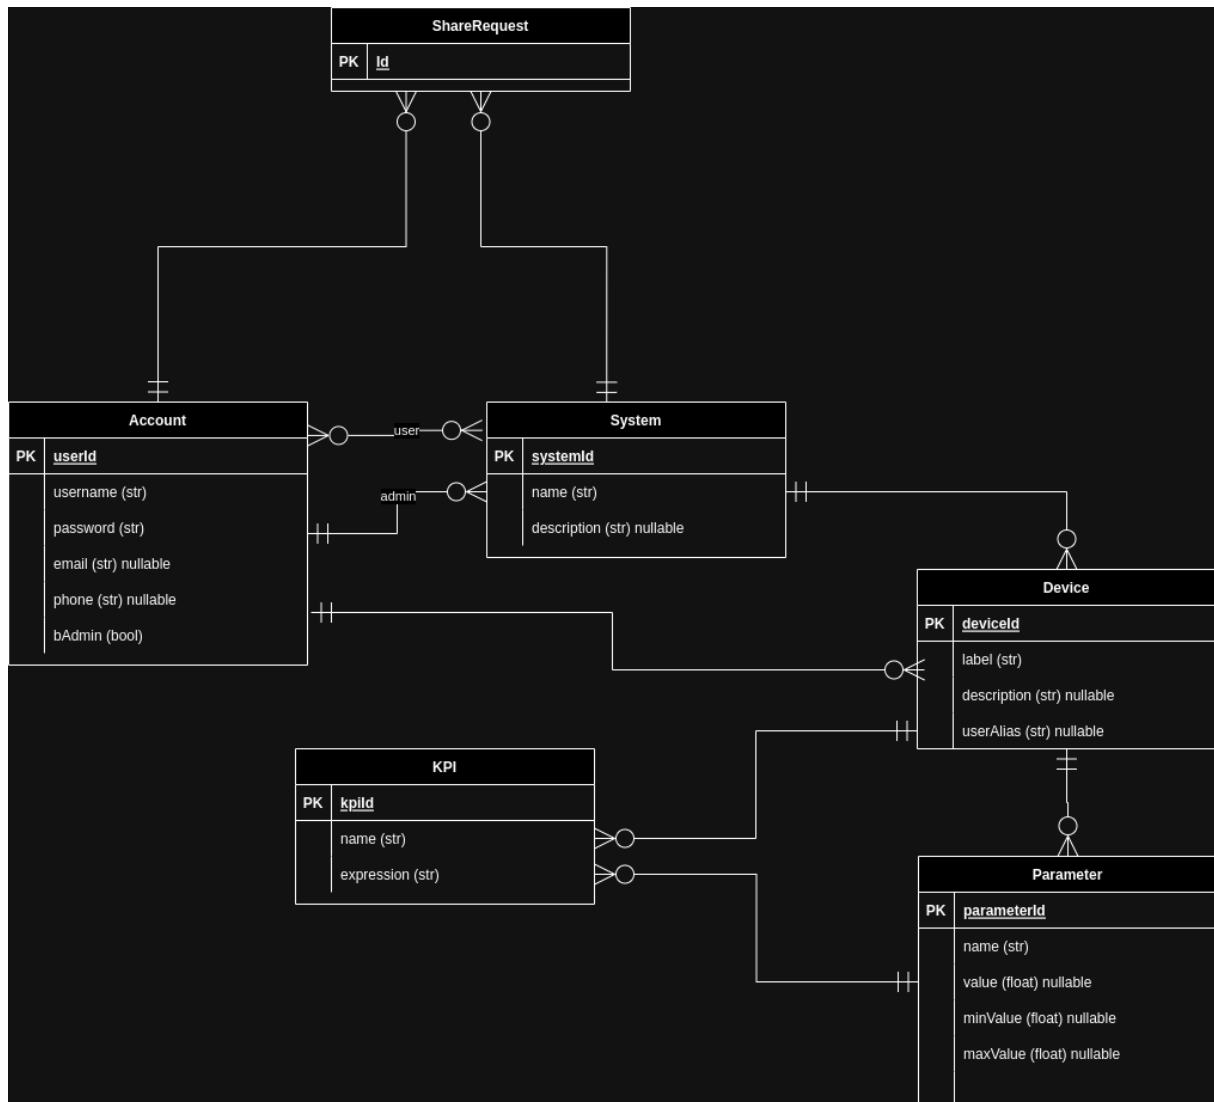 ShareRequest
PK Id
Account
PK userId
username (str)
password (str)
email (str) nullable
phone (str) nullable
bAdmin (bool)
user
admin
System
PK systemId
name (str)
description (str) nullable
Device
PK deviceId
label (str)
description (str) nullable
userAlias (str) nullable
KPI
PK kpiId
name (str)
expression (str)
Parameter
PK parameterId
name (str)
value (float) nullable
minValue (float) nullable
maxValue (float) nullable